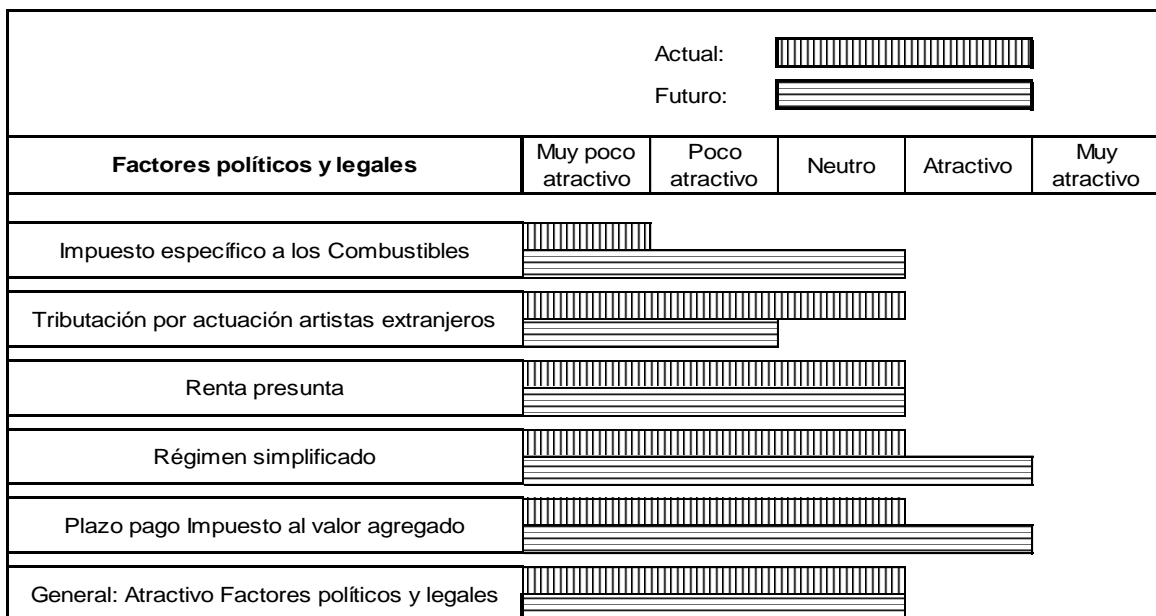 Actual:
Futuro:
Factores políticos y legales
Muy poco
atractivo
Poco
atractivo
Neutro
Atractivo
Muy
atractivo
Impuesto específico a los Combustibles
Tributación por actuación artistas extranjeros
Renta presunta
Régimen simplificado
Plazo pago Impuesto al valor agregado
General: Atractivo Factores políticos y legales